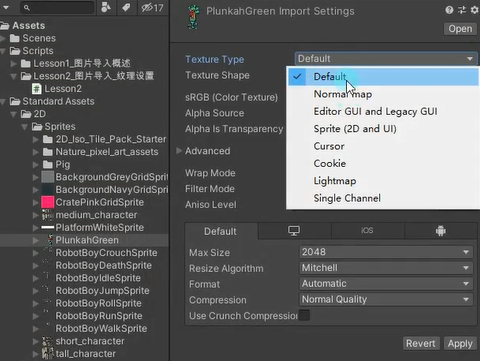 17
Assets
Scenes
Scripts
Lesson1_图片导入概述
Lesson2_图片导入_纹理设置
Lesson2
Standard Assets
2D
Sprites
2D_Iso_Tile_Pack_Starter
Nature_pixel_art_assets
Pig
BackgroundGreyGridSprite
BackgroundNavyGridSprite
CratePinkGridSprite
medium_character
PlatformWhiteSprite
PlunkahGreen
RobotBoyCrouchSprite
RobotBoyDeathSprite
RobotBoyIdleSprite
RobotBoyJumpSprite
RobotBoyRollSprite
RobotBoyRunSprite
RobotBoyWalkSprite
short_character
tall_character
PlunkahGreen Import Settings
Open
Texture Type Default
Texture Shape
sRGB (Color Texture)
Alpha Source
Alpha Is Transparency
Advanced
Wrap Mode
Filter Mode
Aniso Level
Default
Normal map
Editor GUI and Legacy GUI
Sprite (2D and UI)
Cursor
Cookie
Lightmap
Single Channel
Default iOS
Max Size 2048
Resize Algorithm Mitchell
Format Automatic
Compression Normal Quality
Use Crunch Compression
Revert Apply